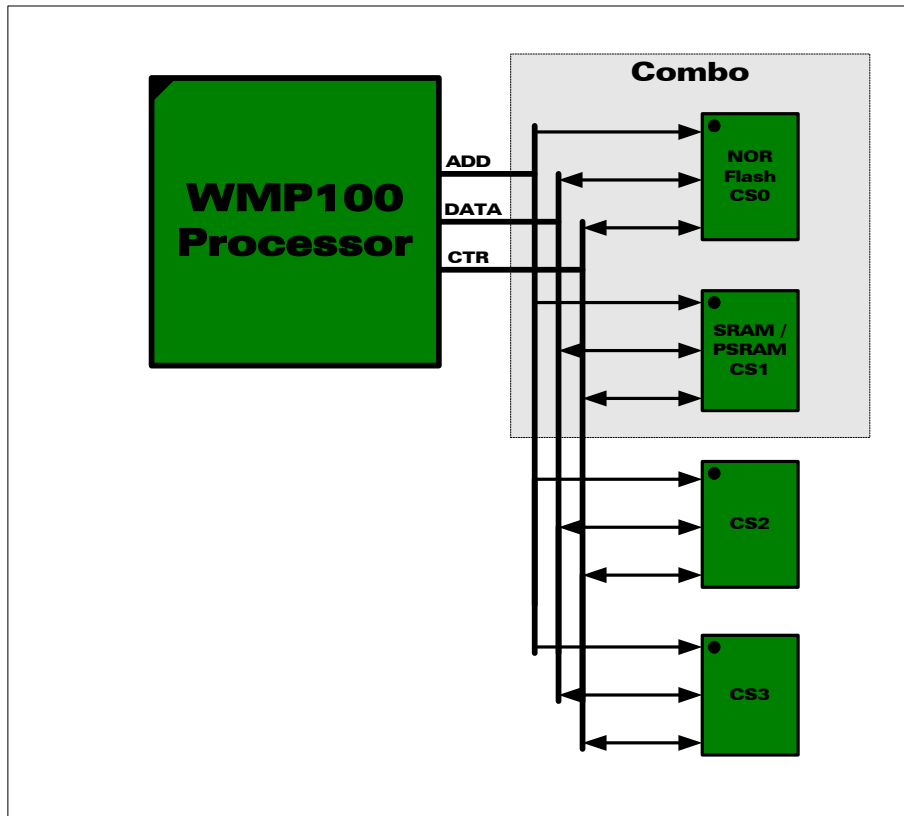 Combo
WMP100
Processor
ADD
DATA
CTR
NOR
Flash
CS0
SRAM /
PSRAM
CS1
CS2
CS3